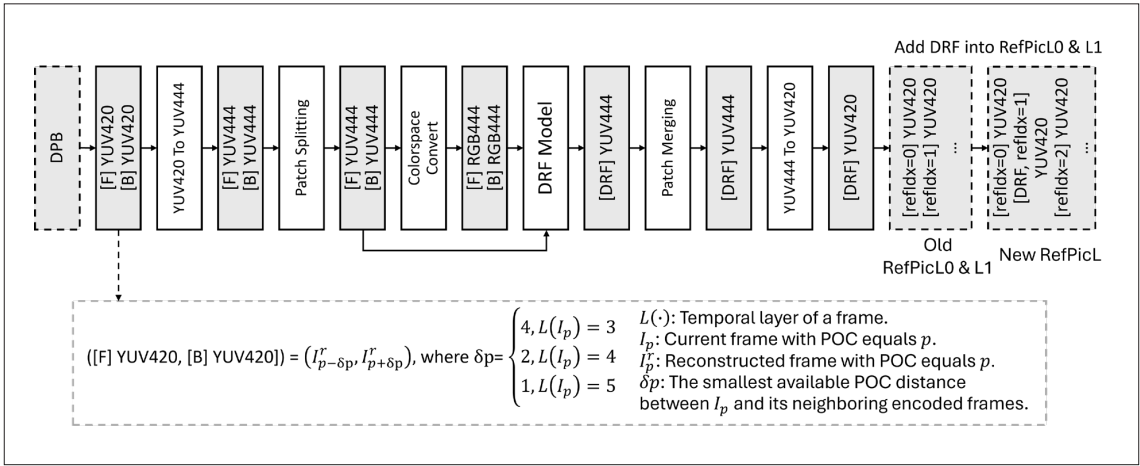 Add DRF into RefPicL0 & L1
DPB
[F] YUV420
[B] YUV420
YUV420 To YUV444
[F] YUV444
[B] YUV444
Patch Splitting
[F] YUV444
[B] YUV444
Colorspace
Convert
[F] RGB444
[B] RGB444
DRF Model
[DRF] YUV444
Patch Merging
[DRF] YUV444
YUV444 To YUV420
[DRF] YUV420
[refIdx=0] YUV420
[refIdx=1] YUV420
...
[refIdx=0] YUV420
[DRF, refIdx=1]
YUV420
[refIdx=2] YUV420
...
Old
RefPicL0 & L1
New RefPicL
([F] YUV420, [B] YUV420]) = (I^r_{p−δp}, I^r_{p+δp}), where δp= {
4, L(I_p) = 3
2, L(I_p) = 4
1, L(I_p) = 5
L(·): Temporal layer of a frame.
I_p: Current frame with POC equals p.
I^r_p: Reconstructed frame with POC equals p.
δp: The smallest available POC distance
between I_p and its neighboring encoded frames.